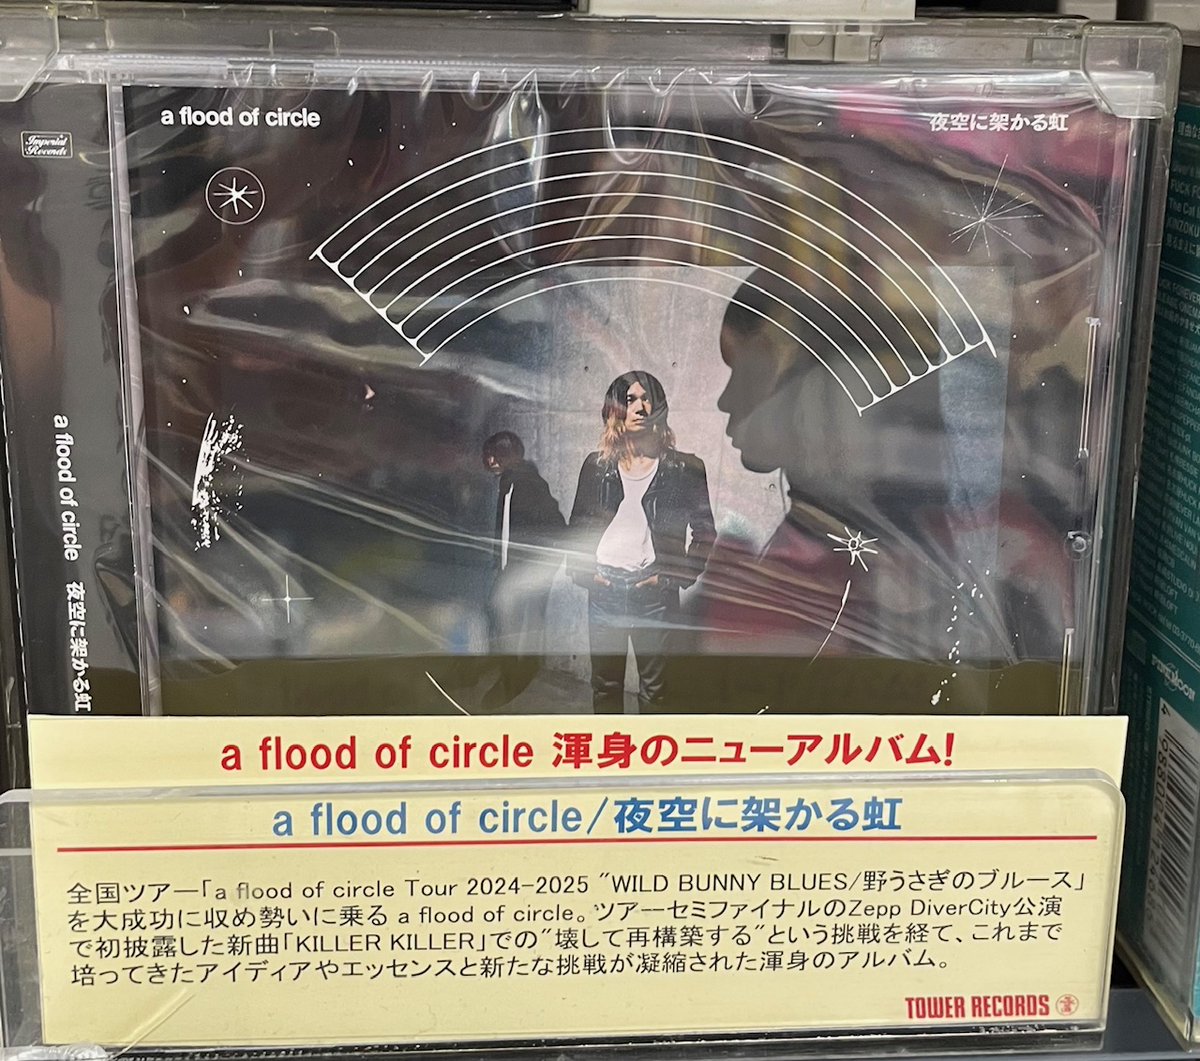 a flood of circle
夜空に架かる虹
Imperial Records
a flood of circle 夜空に架かる虹
a flood of circle 渾身のニューアルバム!
a flood of circle/夜空に架かる虹
全国ツアー「a flood of circle Tour 2024-2025 "WILD BUNNY BLUES/野うさぎのブルース」
を大成功に収め勢いに乗る a flood of circle。ツアーセミファイナルのZepp DiverCity公演
で初披露した新曲「KILLER KILLER」での"壊して再構築する"という挑戦を経て、これまで
培ってきたアイディアやエッセンスと新たな挑戦が凝縮された渾身のアルバム。
TOWER RECORDS